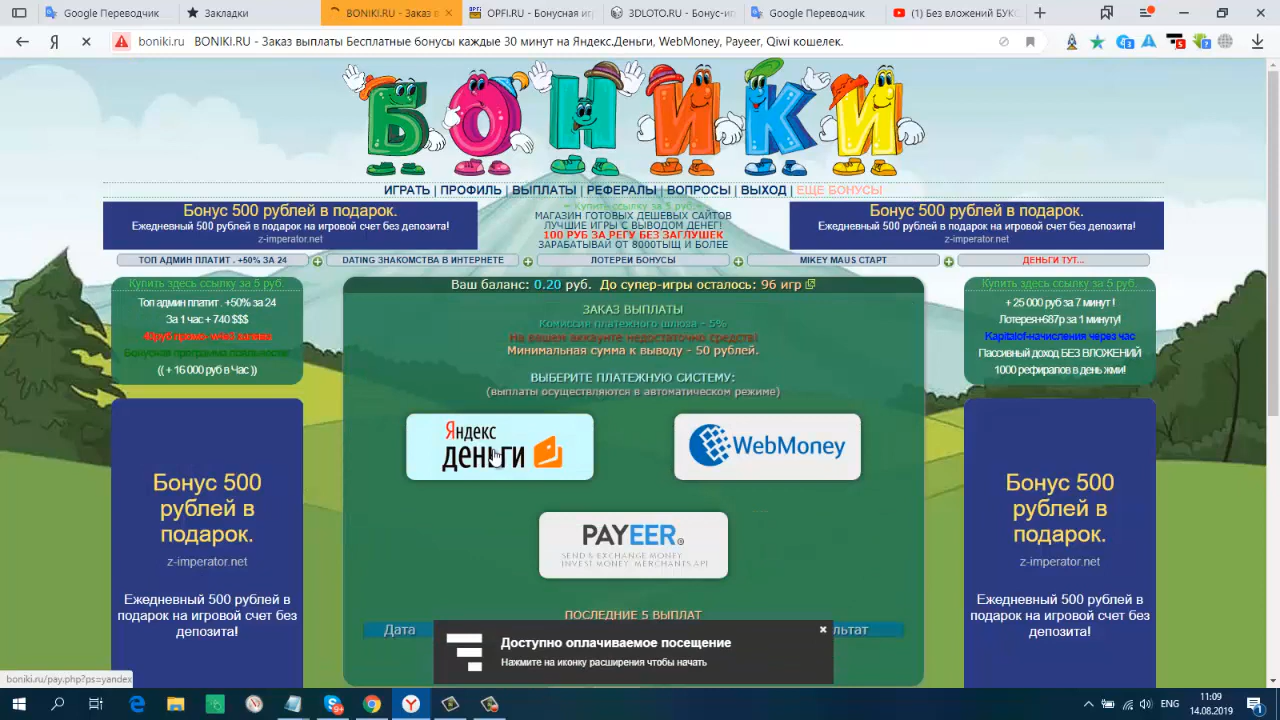 Google Переводчик
Закладки
BONIKI.RU - Заказ в
OPFI.RU - Бонусная иг
3DLOTO.RU - Бонус-иг
Google Переводчик
(1) Без вложений БУКС
boniki.ru BONIKI.RU - Заказ выплаты Бесплатные бонусы каждые 30 минут на Яндекс.Деньги, WebMoney, Payeer, Qiwi кошелек.
БОНИКИ
ИГРАТЬ | ПРОФИЛЬ | ВЫПЛАТЫ | РЕФЕРАЛЫ | ВОПРОСЫ | ВЫХОД | ЕЩЕ БОНУСЫ
Бонус 500 рублей в подарок.
Ежедневный 500 рублей в подарок на игровой счет без депозита!
z-imperator.net
- Купить ссылку за 5 руб. -
МАГАЗИН ГОТОВЫХ ДЕШЕВЫХ САЙТОВ
ЛУЧШИЕ ИГРЫ С ВЫВОДОМ ДЕНЕГ!
100 РУБ ЗА РЕГУ БЕЗ ЗАГЛУШЕК
ЗАРАБАТЫВАЙ ОТ 8000ТЫЩ И БОЛЕЕ
Бонус 500 рублей в подарок.
Ежедневный 500 рублей в подарок на игровой счет без депозита!
z-imperator.net
ТОП АДМИН ПЛАТИТ . +50% ЗА 24
DATING ЗНАКОМСТВА В ИНТЕРНЕТЕ
ЛОТЕРЕИ БОНУСЫ
MIKEY MAUS СТАРТ
ДЕНЬГИ ТУТ...
Купить здесь ссылку за 5 руб.
Топ админ платит . +50% за 24
За 1 час + 740 $$$
(( + 16 000 руб в Час ))
Ваш баланс: 0.20 руб. До супер-игры осталось: 96 игр
ЗАКАЗ ВЫПЛАТЫ
Комиссия платежного шлюза - 5%
На вашем аккаунте недостаточно средств!
Минимальная сумма к выводу - 50 рублей.
ВЫБЕРИТЕ ПЛАТЕЖНУЮ СИСТЕМУ:
(выплаты осуществляются в автоматическом режиме)
Яндекс
деньги
WebMoney
PAYEER
SEND & EXCHANGE MONEY
INVEST MONEY, MERCHANTS API
ПОСЛЕДНИЕ 5 ВЫПЛАТ
Дата
льтат
Купить здесь ссылку за 5 руб.
+ 25 000 руб за 7 минут !
Лотерея+687р за 1 минуту!
Kapitalof-начисления через час
Пассивный доход БЕЗ ВЛОЖЕНИЙ
1000 рефиралов в день жми!
Бонус 500
рублей в
подарок.
z-imperator.net
Ежедневный 500 рублей в
подарок на игровой счет без
депозита!
Бонус 500
рублей в
подарок.
z-imperator.net
Ежедневный 500 рублей в
подарок на игровой счет без
депозита!
Доступно оплачиваемое посещение
Нажмите на иконку расширения чтобы начать
boniki.ru/pay.php?ps=yandex
ENG
11:09
14.08.2019